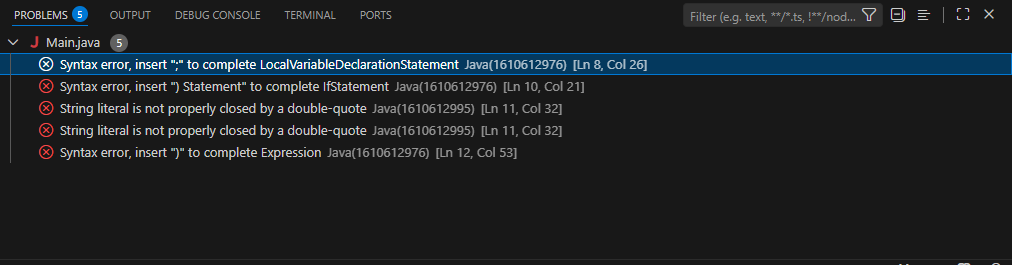 PROBLEMS 5 OUTPUT DEBUG CONSOLE TERMINAL PORTS Filter (e.g. text, **/*.ts, !**/nod...
Main.java 5
Syntax error, insert ";" to complete LocalVariableDeclarationStatement Java(1610612976) [Ln 8, Col 26]
Syntax error, insert ") Statement" to complete IfStatement Java(1610612976) [Ln 10, Col 21]
String literal is not properly closed by a double-quote Java(1610612995) [Ln 11, Col 32]
String literal is not properly closed by a double-quote Java(1610612995) [Ln 11, Col 32]
Syntax error, insert ")" to complete Expression Java(1610612976) [Ln 12, Col 53]